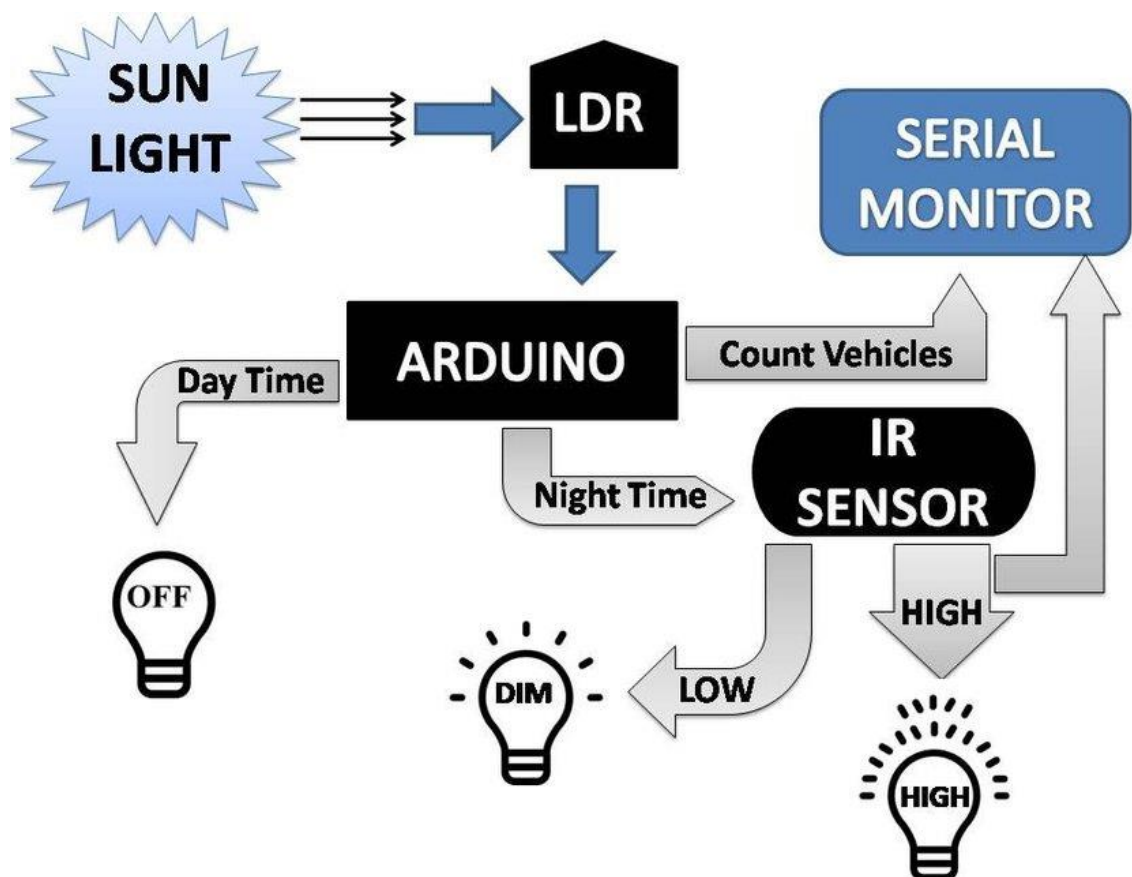 SUN
LIGHT
LDR
SERIAL
MONITOR
ARDUINO
Count Vehicles
Day Time
IR
SENSOR
Night Time
OFF
HIGH
DIM
LOW
HIGH